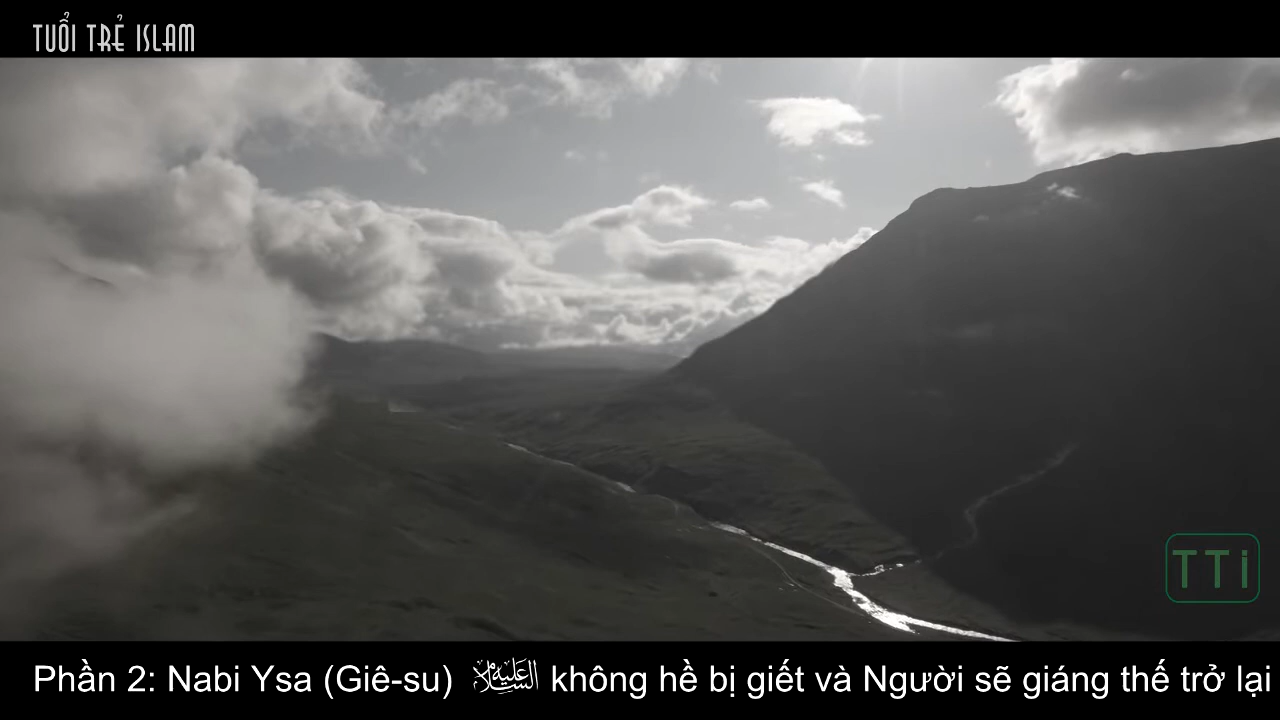 TUỔI TRẺ ISLAM
TTi
Phần 2: Nabi Ysa (Giê-su) عليه السلام không hề bị giết và Người sẽ giáng thế trở lại